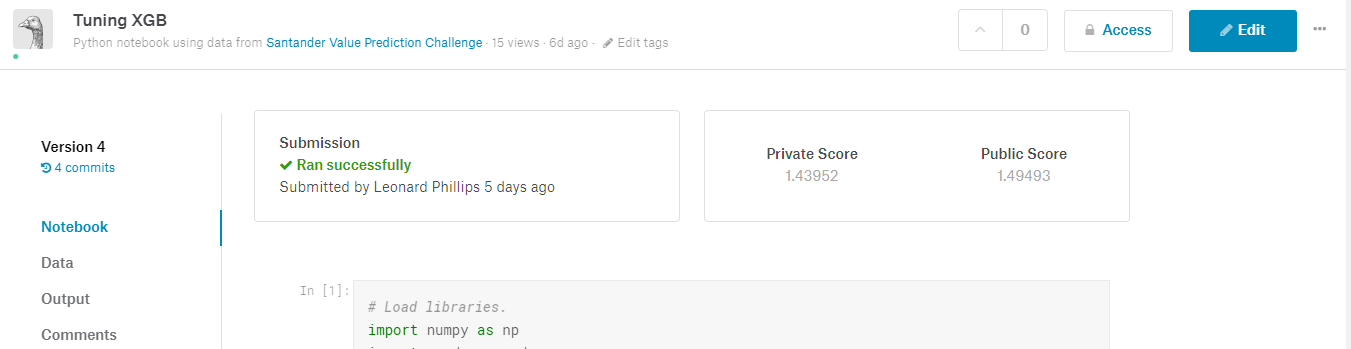 Tuning XGB
Python notebook using data from Santander Value Prediction Challenge · 15 views · 6d ago · Edit tags
0
Access
Edit
Version 4
4 commits
Notebook
Data
Output
Comments
Submission
Ran successfully
Submitted by Leonard Phillips 5 days ago
Private Score
1.43952
Public Score
1.49493
In [1]:
# Load libraries.
import numpy as np